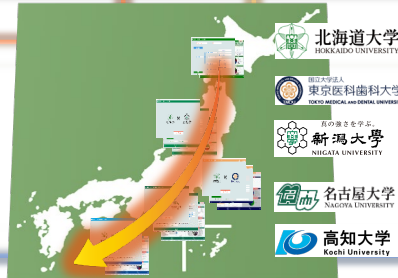 北海道大学
HOKKAIDO UNIVERSITY
国立大学法人
東京医科歯科大学
TOKYO MEDICAL AND DENTAL UNIVERSITY
真の強さを学ぶ。
新潟大學
NIIGATA UNIVERSITY
名古屋大学
NAGOYA UNIVERSITY
高知大学
Kochi University